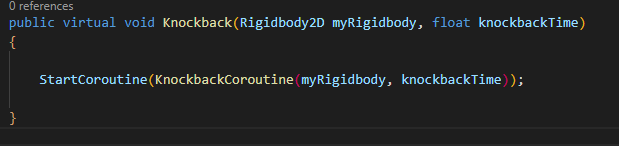 0 references
public virtual void Knockback(Rigidbody2D myRigidbody, float knockbackTime)
{
StartCoroutine(KnockbackCoroutine(myRigidbody, knockbackTime));
}